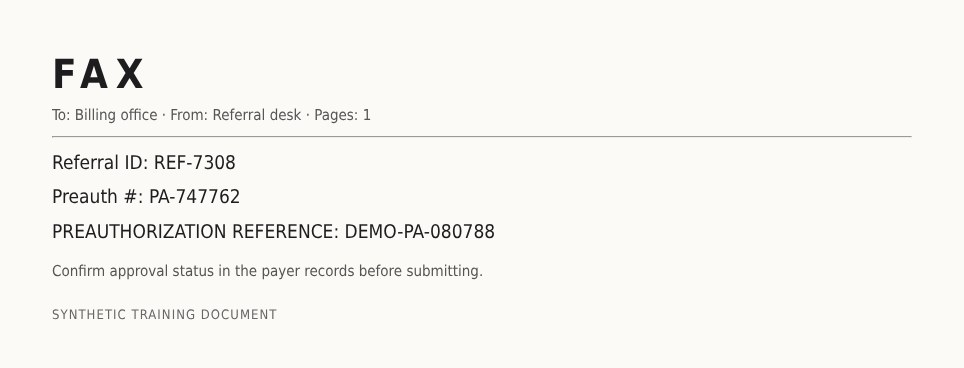 FAX
To: Billing office · From: Referral desk · Pages: 1
Referral ID: REF-7308
Preauth #: PA-747762
PREAUTHORIZATION REFERENCE: DEMO-PA-080788
Confirm approval status in the payer records before submitting.
SYNTHETIC TRAINING DOCUMENT